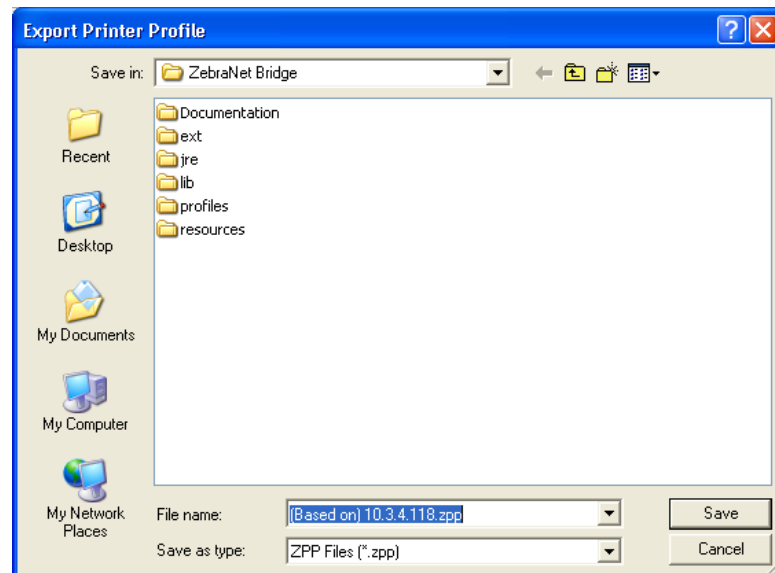 Export Printer Profile
Save in: ZebraNet Bridge
Recent
Desktop
My Documents
My Computer
My Network
Places
Documentation
ext
jre
lib
profiles
resources
File name: (Based on) 10.3.4.118.zpp
Save
Save as type: ZPP Files (*.zpp)
Cancel